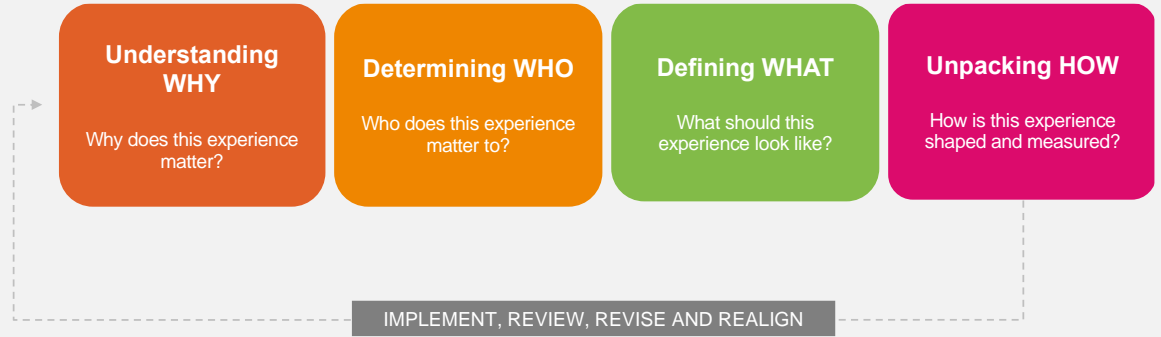 Understanding
WHY
Why does this experience
matter?
Determining WHO
Who does this experience
matter to?
Defining WHAT
What should this
experience look like?
Unpacking HOW
How is this experience
shaped and measured?
IMPLEMENT, REVIEW, REVISE AND REALIGN